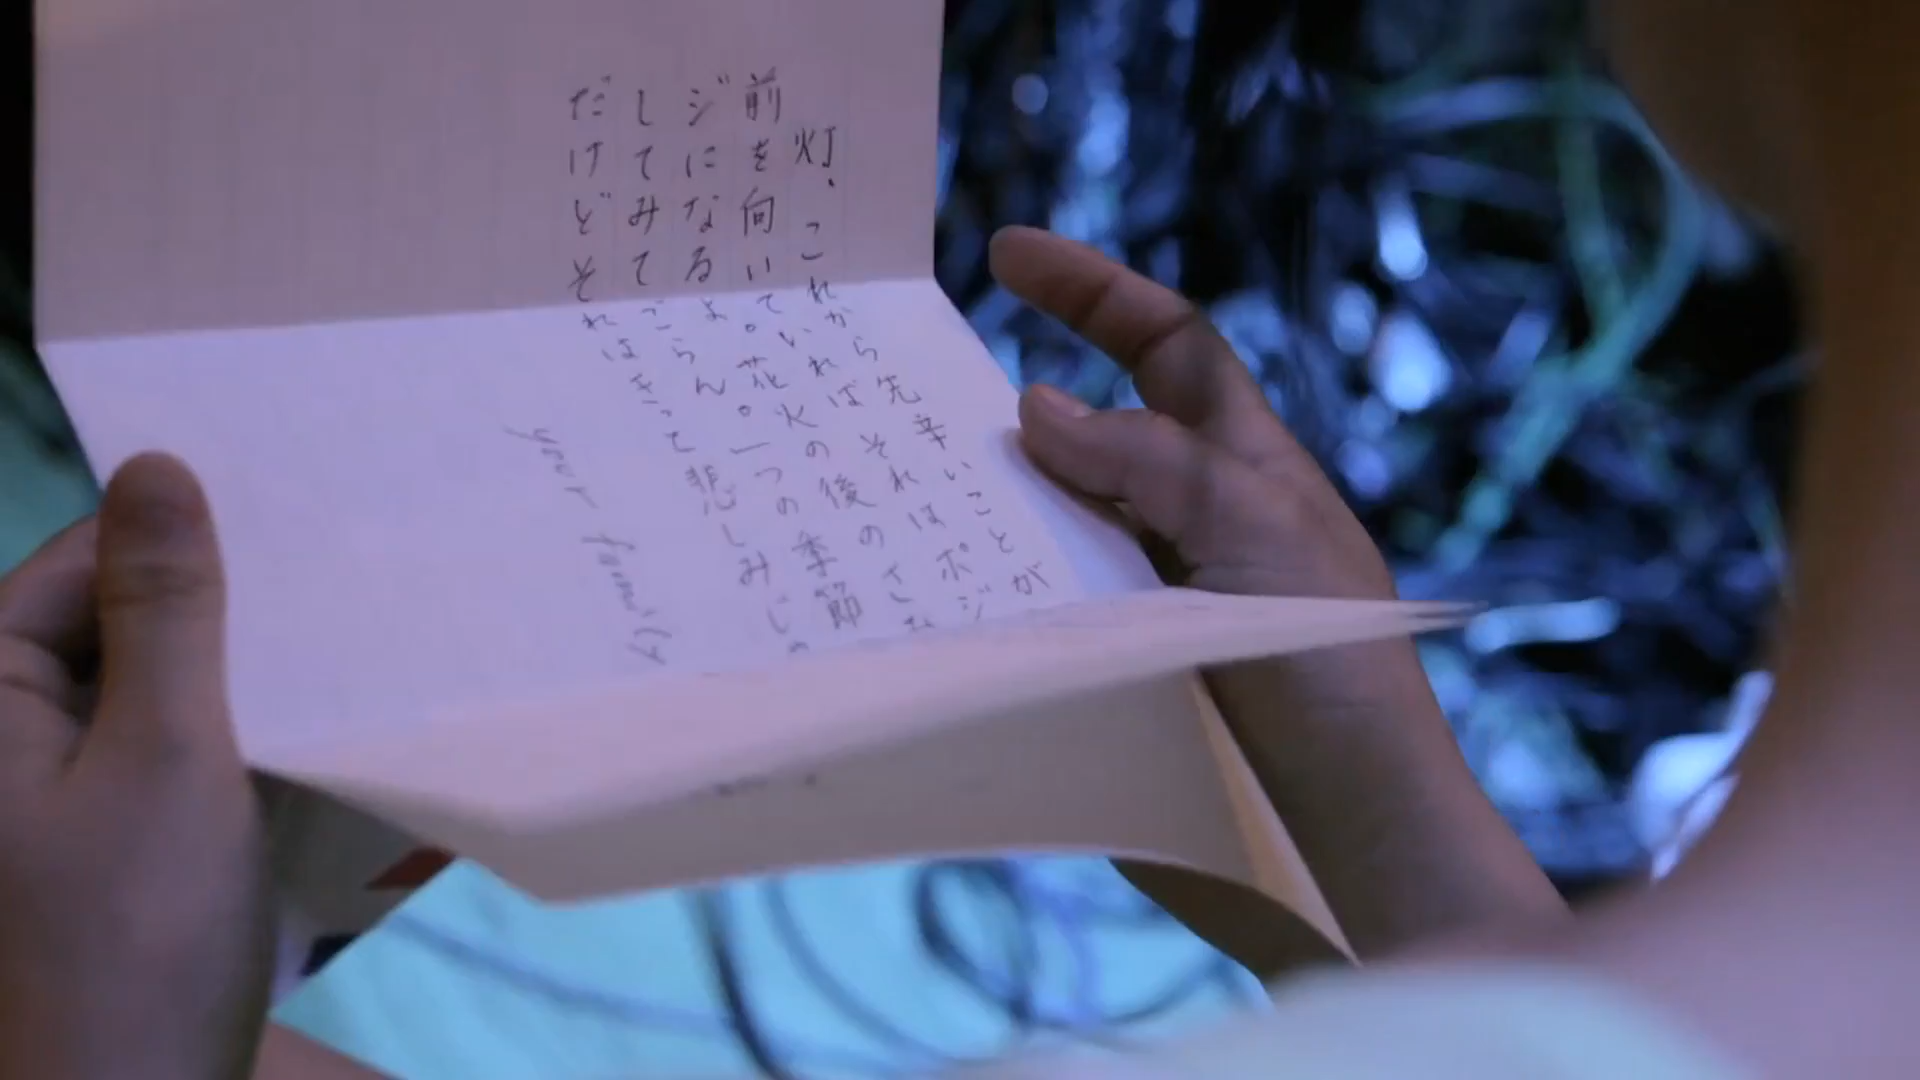 灯、これから先辛いことが
前を向いていればそれはポジ
ジになるよ。花火の後のさ
してごらん。一つの季節
だけどそれはきっと悲しみじ
your family